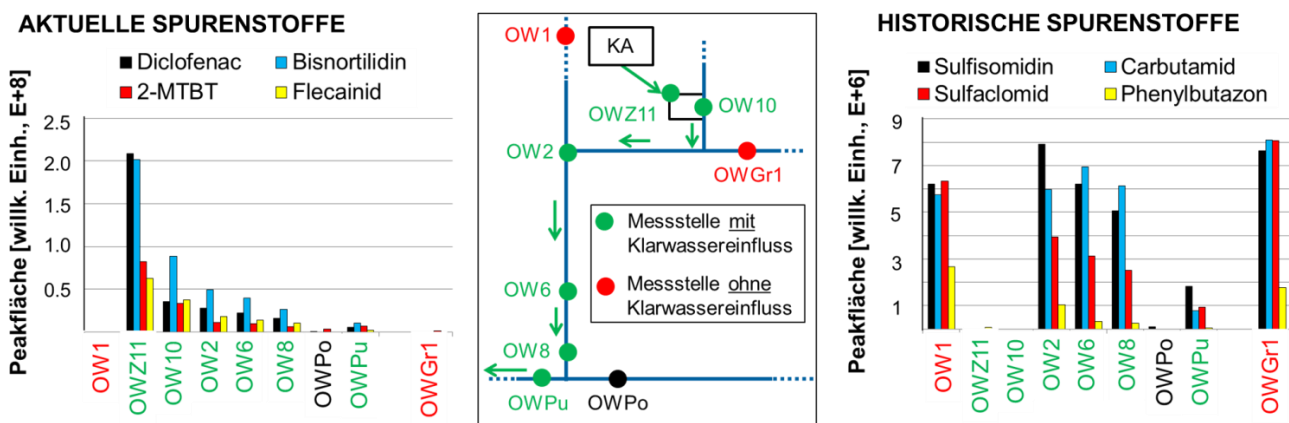 AKTUELLE SPURENSTOFFE
Diclofenac
Bisnortilidin
2-MTBT
Flecainid
Peakfläche [willk. Einh., E+8]
2.5
2.0
1.5
1.0
0.5
OW1
OWZ11
OW10
OW2
OW6
OW8
OWPo
OWPu
OWGr1
OW1
KA
OWZ11
OW10
OW2
OWGr1
Messstelle mit
Klarwassereinfluss
Messstelle ohne
Klarwassereinfluss
OW6
OW8
OWPu
OWPo
HISTORISCHE SPURENSTOFFE
Sulfisomidin
Carbutamid
Sulfaclomid
Phenylbutazon
Peakfläche [willk. Einh., E+6]
9
7
5
3
1
OW1
OWZ11
OW10
OW2
OW6
OW8
OWPo
OWPu
OWGr1